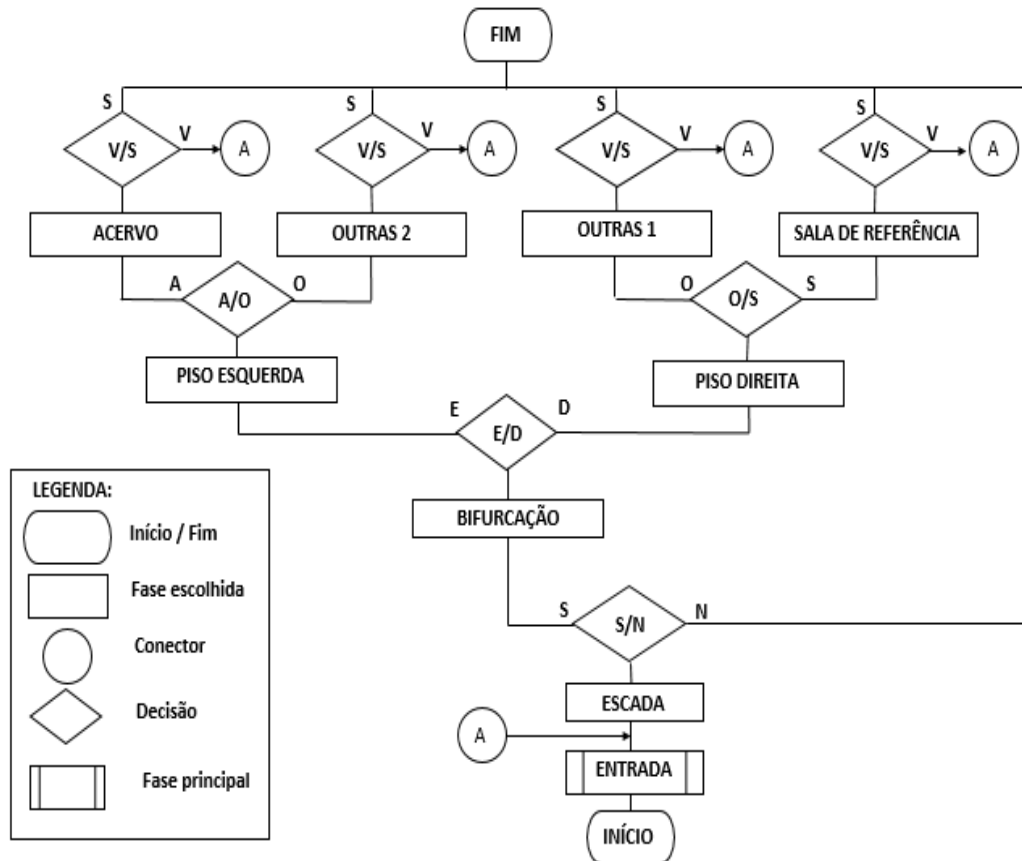 FIM
S
V/S
V
A
S
V/S
V
A
S
V/S
V
A
S
V/S
V
A
ACERVO
OUTRAS 2
OUTRAS 1
SALA DE REFERÊNCIA
A
A/O
O
O
O/S
S
PISO ESQUERDA
PISO DIREITA
E
E/D
D
BIFURCAÇÃO
LEGENDA:
Início / Fim
Fase escolhida
Conector
Decisão
Fase principal
S
S/N
N
ESCADA
A
ENTRADA
INÍCIO